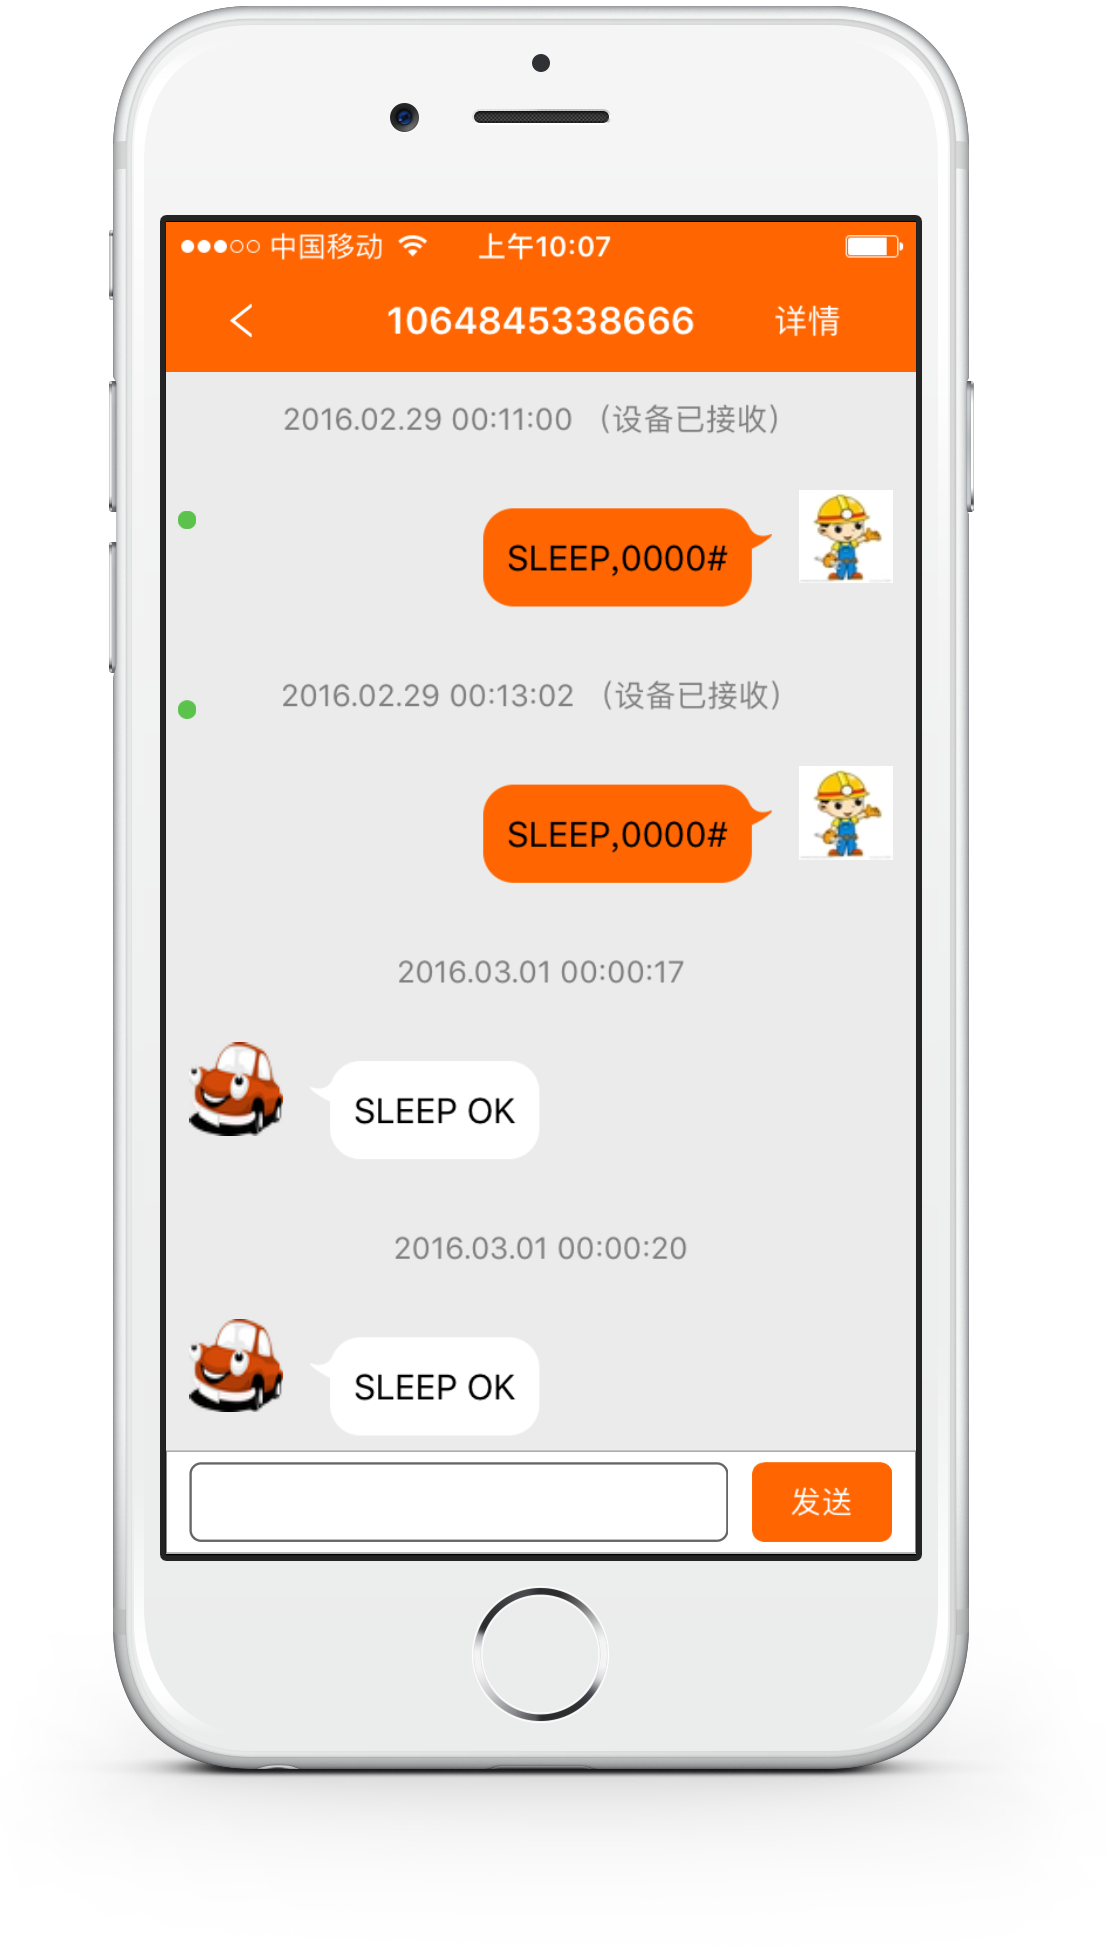 中国移动 上午10:07
1064845338666 详情
2016.02.29 00:11:00 （设备已接收）
SLEEP,0000#
2016.02.29 00:13:02 （设备已接收）
SLEEP,0000#
2016.03.01 00:00:17
SLEEP OK
2016.03.01 00:00:20
SLEEP OK
发送